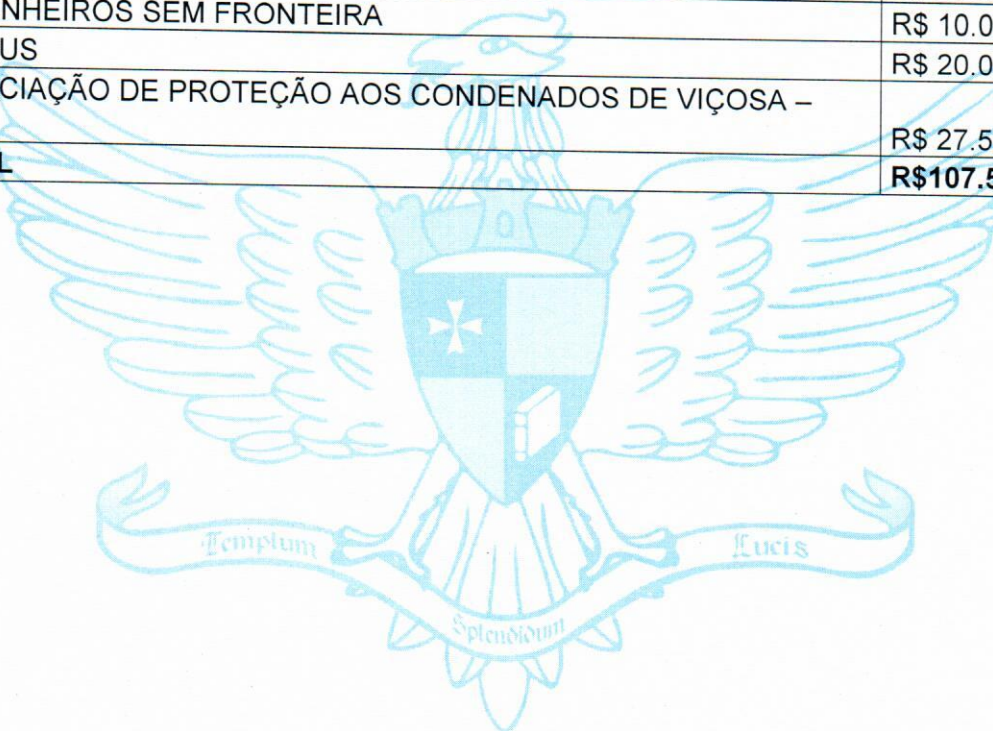 NHEIROS SEM FRONTEIRA R$ 10.0
US R$ 20.0
CIAÇÃO DE PROTEÇÃO AOS CONDENADOS DE VIÇOSA –
R$ 27.5
L R$107.5
Templum Lucis
Splendidum